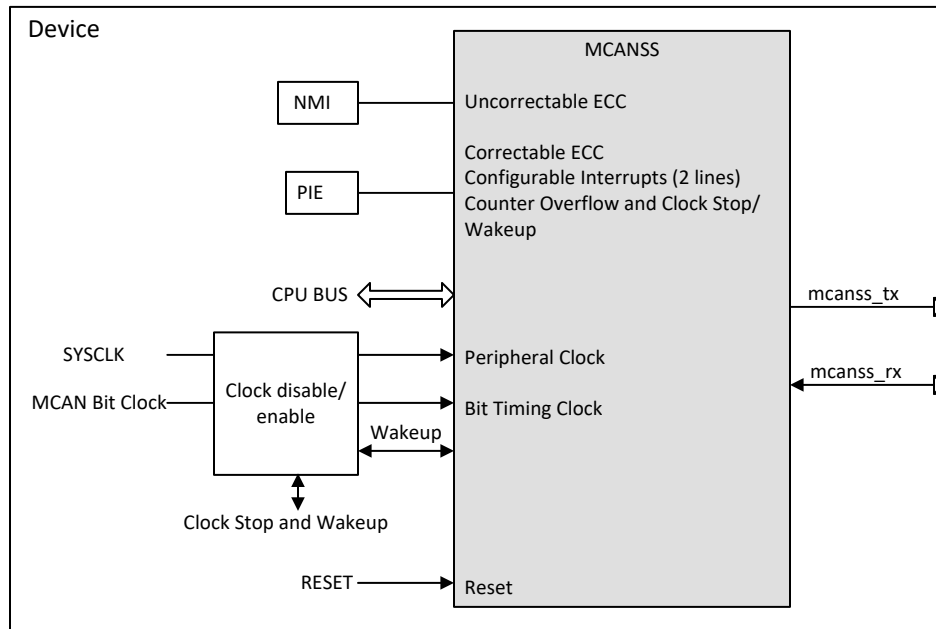 Device
MCANSS
NMI
Uncorrectable ECC
Correctable ECC
Configurable Interrupts (2 lines)
PIE
Counter Overflow and Clock Stop/
Wakeup
CPU BUS
mcanss_tx
SYSCLK
Peripheral Clock
mcanss_rx
Clock disable/
enable
MCAN Bit Clock
Bit Timing Clock
Wakeup
Clock Stop and Wakeup
RESET
Reset